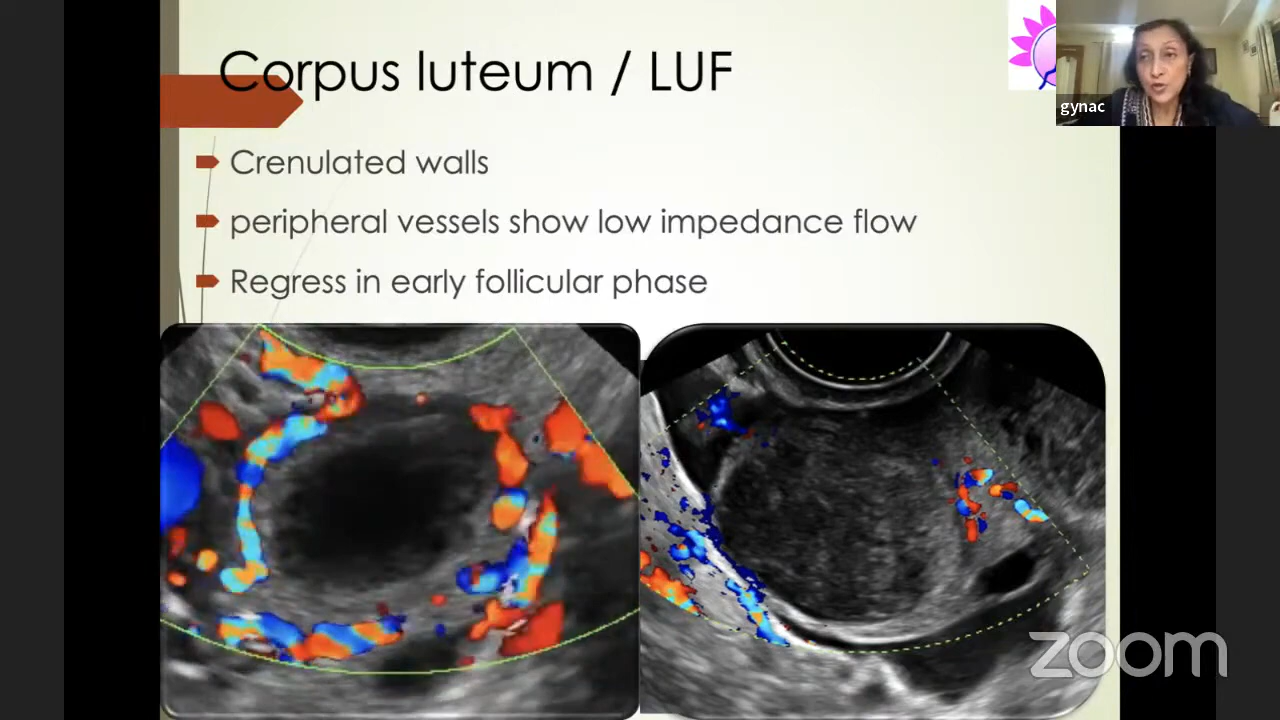 Corpus luteum / LUF
gynac
Crenulated walls
peripheral vessels show low impedance flow
Regress in early follicular phase
zoom